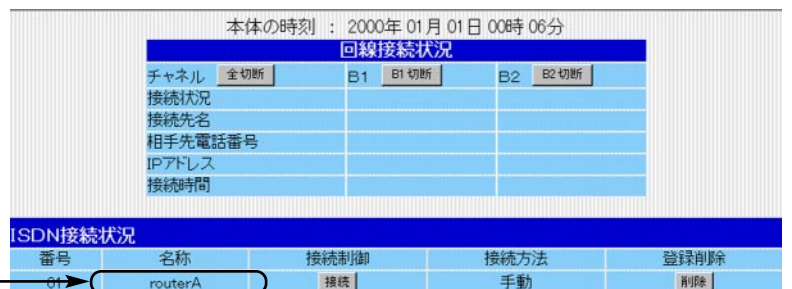 本体の時刻 : 2000年 01月 01日 00時 06分
回線接続状況
チャネル 全切断 B1 B1切断 B2 B2切断
接続状況
接続先名
相手先電話番号
IPアドレス
接続時間
ISDN接続状況
番号 名称 接続制御 接続方法 登録削除
01 routerA 接続 手動 削除